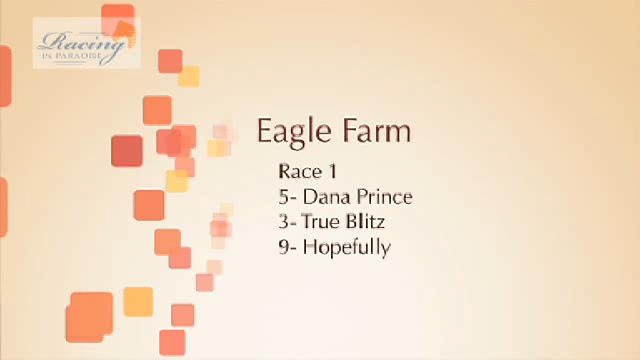 Racing
IN PARADISE
Eagle Farm
Race 1
5- Dana Prince
3- True Blitz
9- Hopefully